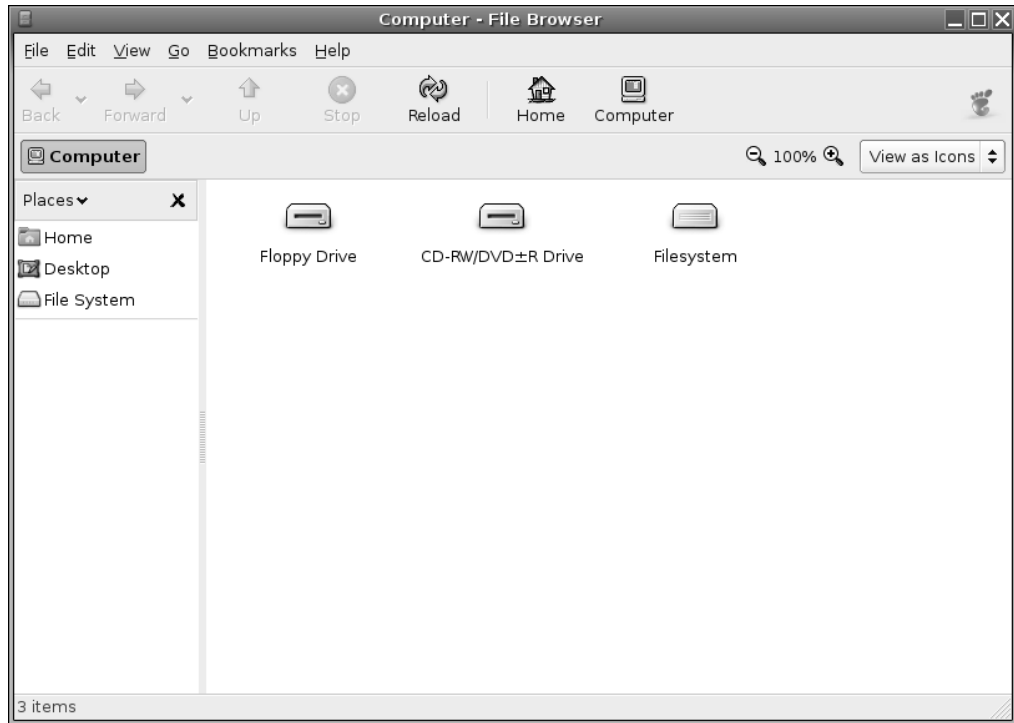 Computer - File Browser
File Edit View Go Bookmarks Help
Back Forward Up Stop Reload Home Computer
Computer 100% View as Icons
Places
Home
Desktop
File System
Floppy Drive CD-RW/DVD±R Drive Filesystem
3 items